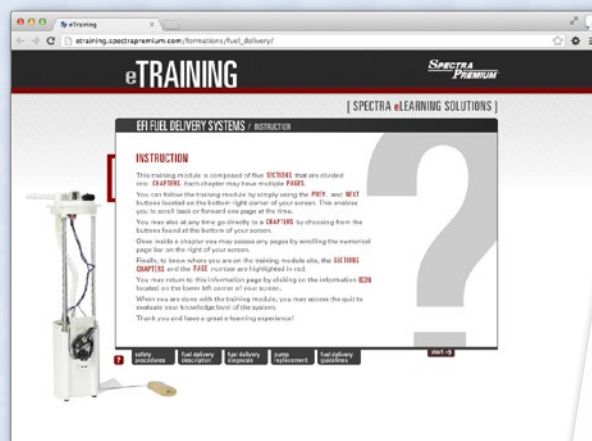 eTraining
etraining.spectrapremium.com/formations/fuel_delivery/
eTRAINING
SPECTRA
PREMIUM
[ SPECTRA eLEARNING SOLUTIONS ]
EFI FUEL DELIVERY SYSTEMS / INSTRUCTION
INSTRUCTION
This training module is composed of five SECTIONS that are divided
into CHAPTERS. Each chapter may have multiple PAGES.
You can follow the training module by simply using the PREV. and NEXT
buttons located on the bottom right corner of your screen. This enables
you to scroll back or forward one page at the time.
You may also at any time go directly to a CHAPTERS by choosing from the
buttons found at the bottom of your screen.
Once inside a chapter you may access any pages by scrolling the numerical
page bar on the right of your screen.
Finally, to know where you are on the training module site, the SECTIONS
CHAPTERS and the PAGE number are highlighted in red.
You may return to this information page by clicking on the information ICON
located on the lower left corner of your screen.
When you are done with the training module, you may access the quiz to
evaluate your knowledge level of the system.
Thank you and have a great e-learning experience!
?
safety
procedures
fuel delivery
description
fuel delivery
diagnosis
pump
replacement
fuel delivery
guidelines
start →